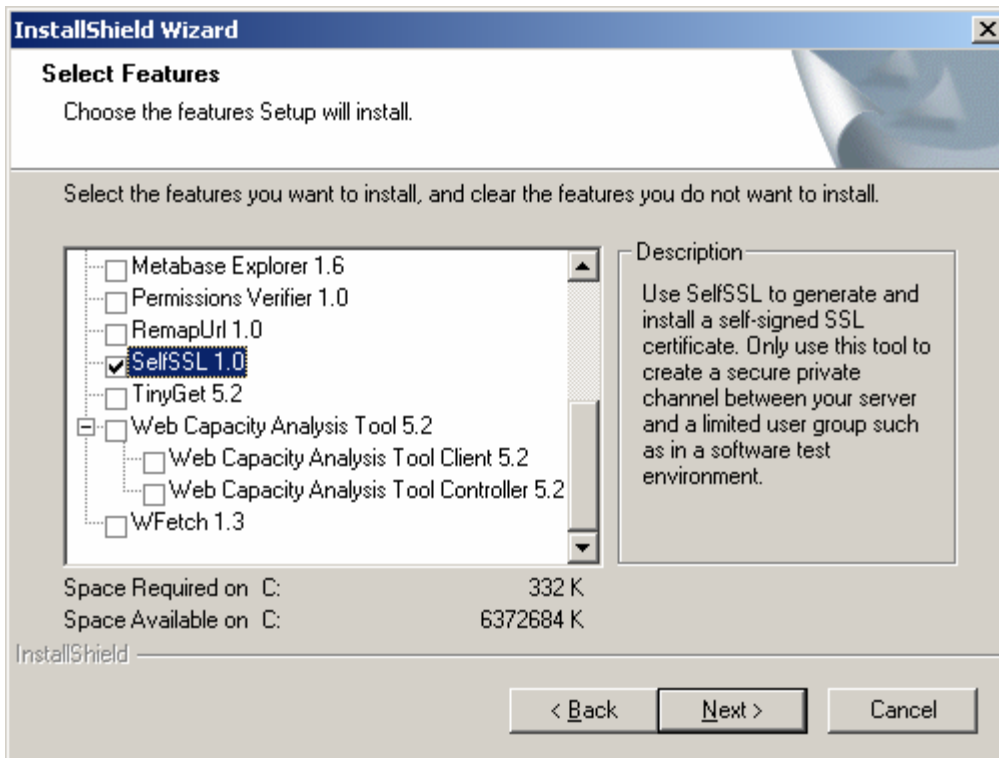 InstallShield Wizard
Select Features
Choose the features Setup will install.
Select the features you want to install, and clear the features you do not want to install.
Metabase Explorer 1.6
Permissions Verifier 1.0
RemapUrl 1.0
SelfSSL 1.0
TinyGet 5.2
Web Capacity Analysis Tool 5.2
Web Capacity Analysis Tool Client 5.2
Web Capacity Analysis Tool Controller 5.2
WFetch 1.3
Description
Use SelfSSL to generate and
install a self-signed SSL
certificate. Only use this tool to
create a secure private
channel between your server
and a limited user group such
as in a software test
environment.
Space Required on C: 332 K
Space Available on C: 6372684 K
InstallShield
< Back Next > Cancel